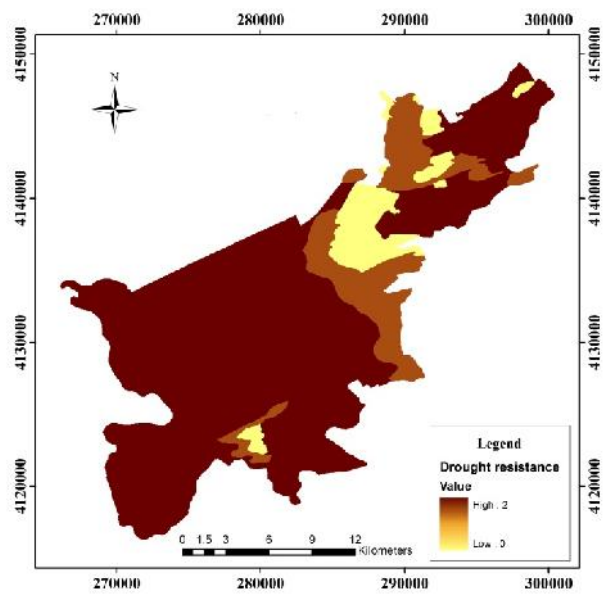 270000 280000 290000 300000
4150000 4150000
N
4140000 4140000
4130000 4130000
4120000 4120000
Legend
Drought resistance
Value
High : 2
Low : 0
0 1.5 3 6 9 12
Kilometers
270000 280000 290000 300000